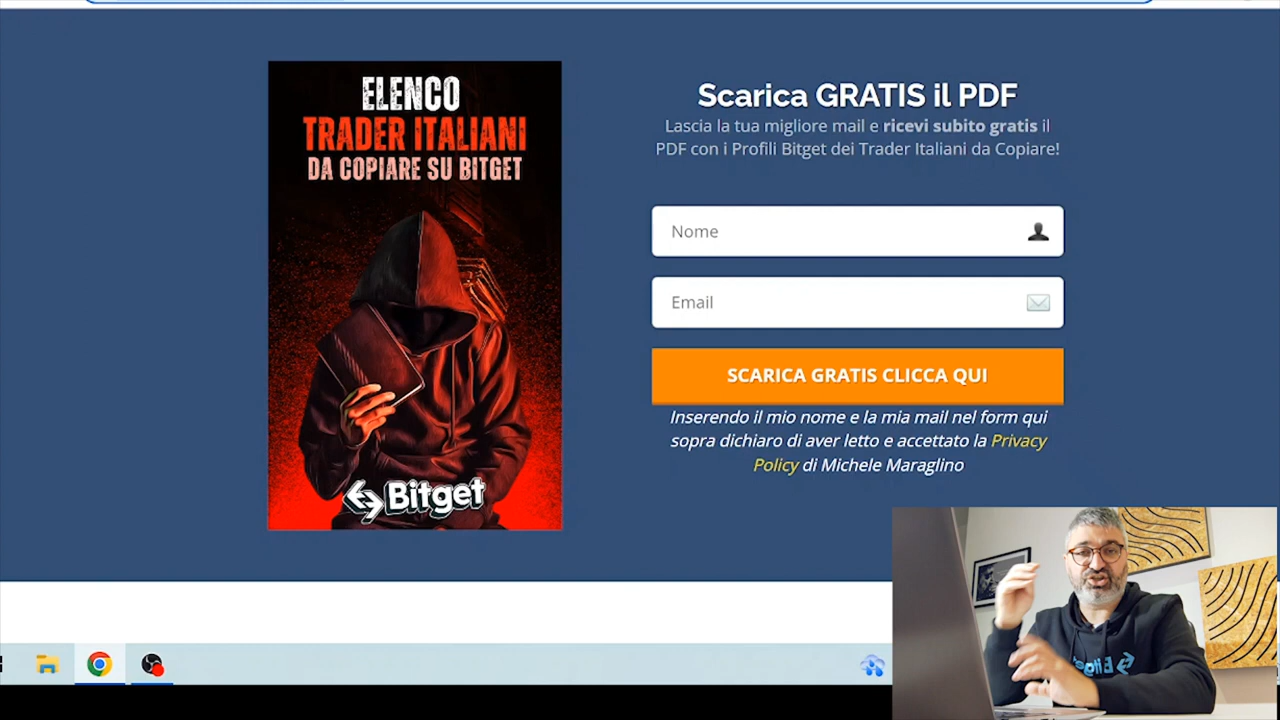 ELENCO
TRADER ITALIANI
DA COPIARE SU BITGET
Bitget
Scarica GRATIS il PDF
Lascia la tua migliore mail e ricevi subito gratis il
PDF con i Profili Bitget dei Trader Italiani da Copiare!
Nome
Email
SCARICA GRATIS CLICCA QUI
Inserendo il mio nome e la mia mail nel form qui
sopra dichiaro di aver letto e accettato la Privacy
Policy di Michele Maraglino
Bitget